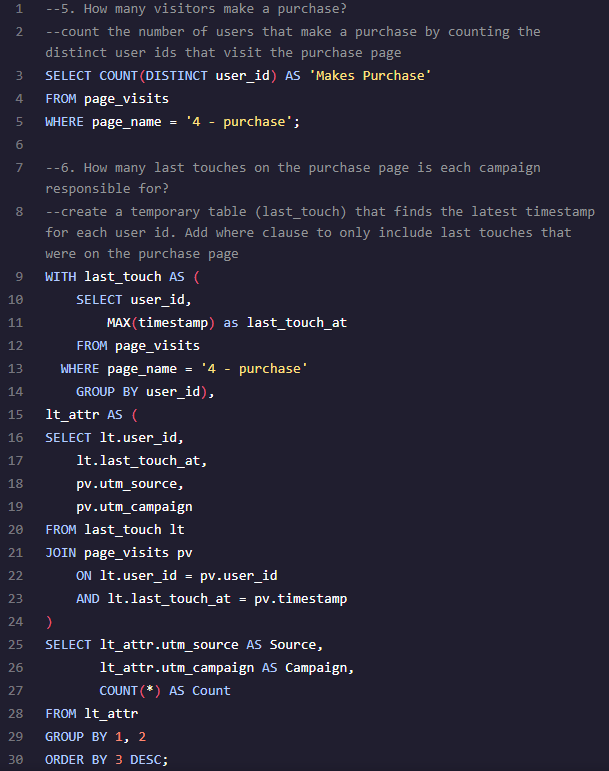 1 --5. How many visitors make a purchase?
2 --count the number of users that make a purchase by counting the
distinct user ids that visit the purchase page
3 SELECT COUNT(DISTINCT user_id) AS 'Makes Purchase'
4 FROM page_visits
5 WHERE page_name = '4 - purchase';
6
7 --6. How many last touches on the purchase page is each campaign
responsible for?
8 --create a temporary table (last_touch) that finds the latest timestamp
for each user id. Add where clause to only include last touches that
were on the purchase page
9 WITH last_touch AS (
10     SELECT user_id,
11         MAX(timestamp) as last_touch_at
12     FROM page_visits
13   WHERE page_name = '4 - purchase'
14     GROUP BY user_id),
15 lt_attr AS (
16 SELECT lt.user_id,
17     lt.last_touch_at,
18     pv.utm_source,
19     pv.utm_campaign
20 FROM last_touch lt
21 JOIN page_visits pv
22     ON lt.user_id = pv.user_id
23     AND lt.last_touch_at = pv.timestamp
24 )
25 SELECT lt_attr.utm_source AS Source,
26        lt_attr.utm_campaign AS Campaign,
27        COUNT(*) AS Count
28 FROM lt_attr
29 GROUP BY 1, 2
30 ORDER BY 3 DESC;